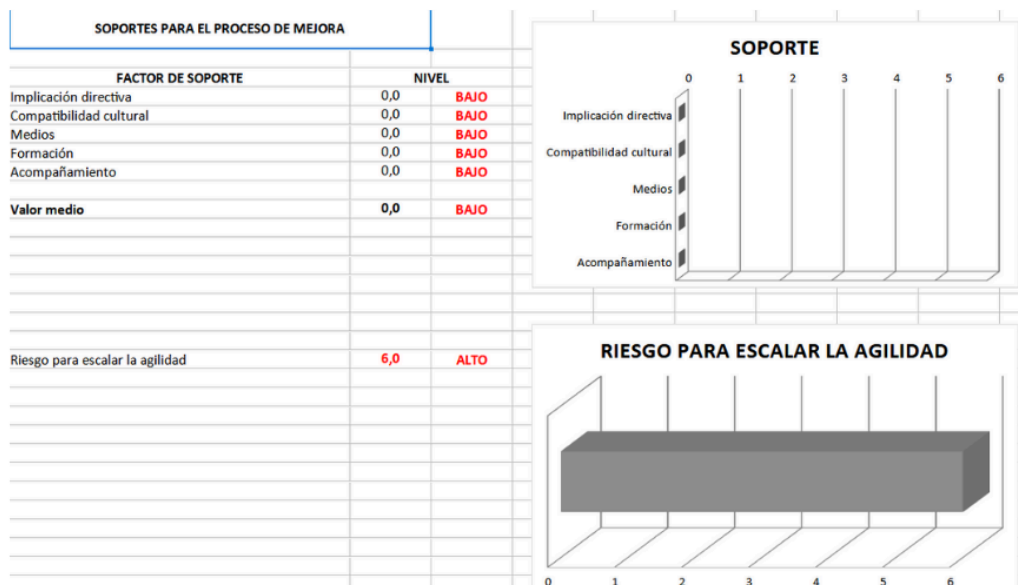 SOPORTES PARA EL PROCESO DE MEJORA
FACTOR DE SOPORTE NIVEL
Implicación directiva 0,0 BAJO
Compatibilidad cultural 0,0 BAJO
Medios 0,0 BAJO
Formación 0,0 BAJO
Acompañamiento 0,0 BAJO
Valor medio 0,0 BAJO
Riesgo para escalar la agilidad 6,0 ALTO
SOPORTE
0 1 2 3 4 5 6
Implicación directiva
Compatibilidad cultural
Medios
Formación
Acompañamiento
RIESGO PARA ESCALAR LA AGILIDAD
0 1 2 3 4 5 6